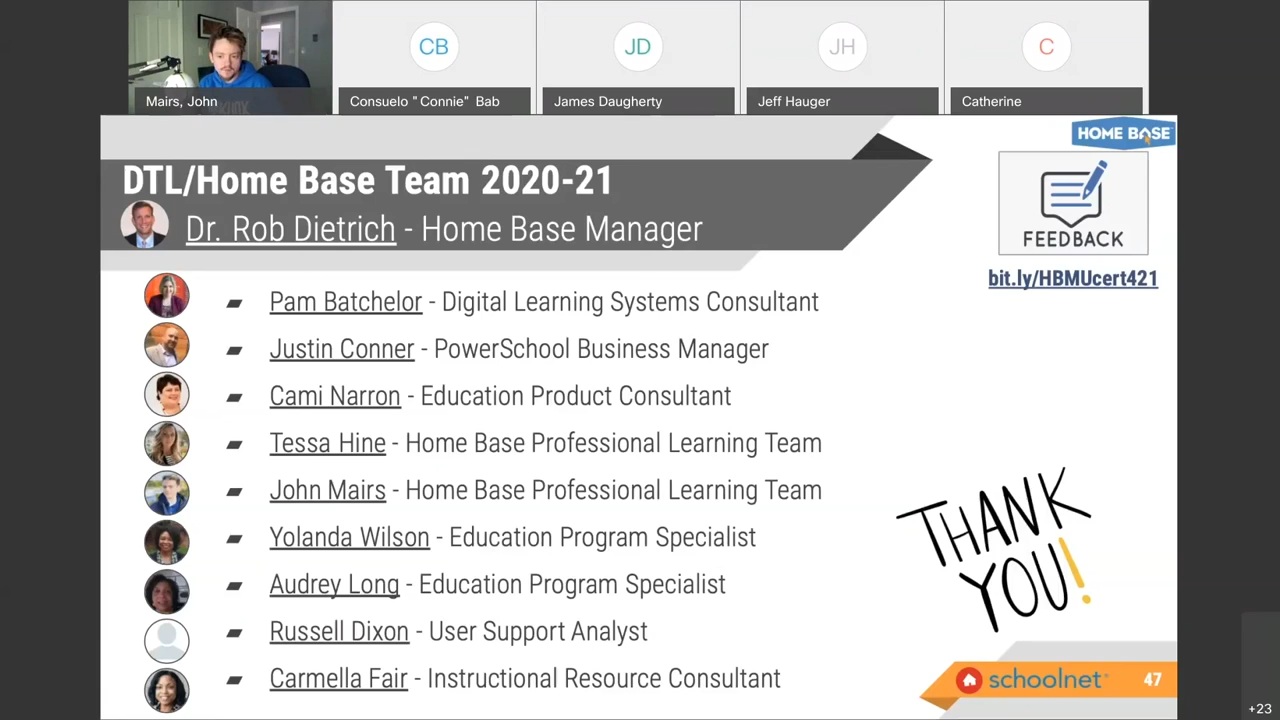 CB
JD
JH
C
Mairs, John
Consuelo "Connie" Bab
James Daugherty
Jeff Hauger
Catherine
HOME BASE
DTL/Home Base Team 2020-21
Dr. Rob Dietrich - Home Base Manager
FEEDBACK
bit.ly/HBMUcert421
Pam Batchelor - Digital Learning Systems Consultant
Justin Conner - PowerSchool Business Manager
Cami Narron - Education Product Consultant
Tessa Hine - Home Base Professional Learning Team
John Mairs - Home Base Professional Learning Team
Yolanda Wilson - Education Program Specialist
Audrey Long - Education Program Specialist
Russell Dixon - User Support Analyst
Carmella Fair - Instructional Resource Consultant
THANK
YOU!
schoolnet
47
+23